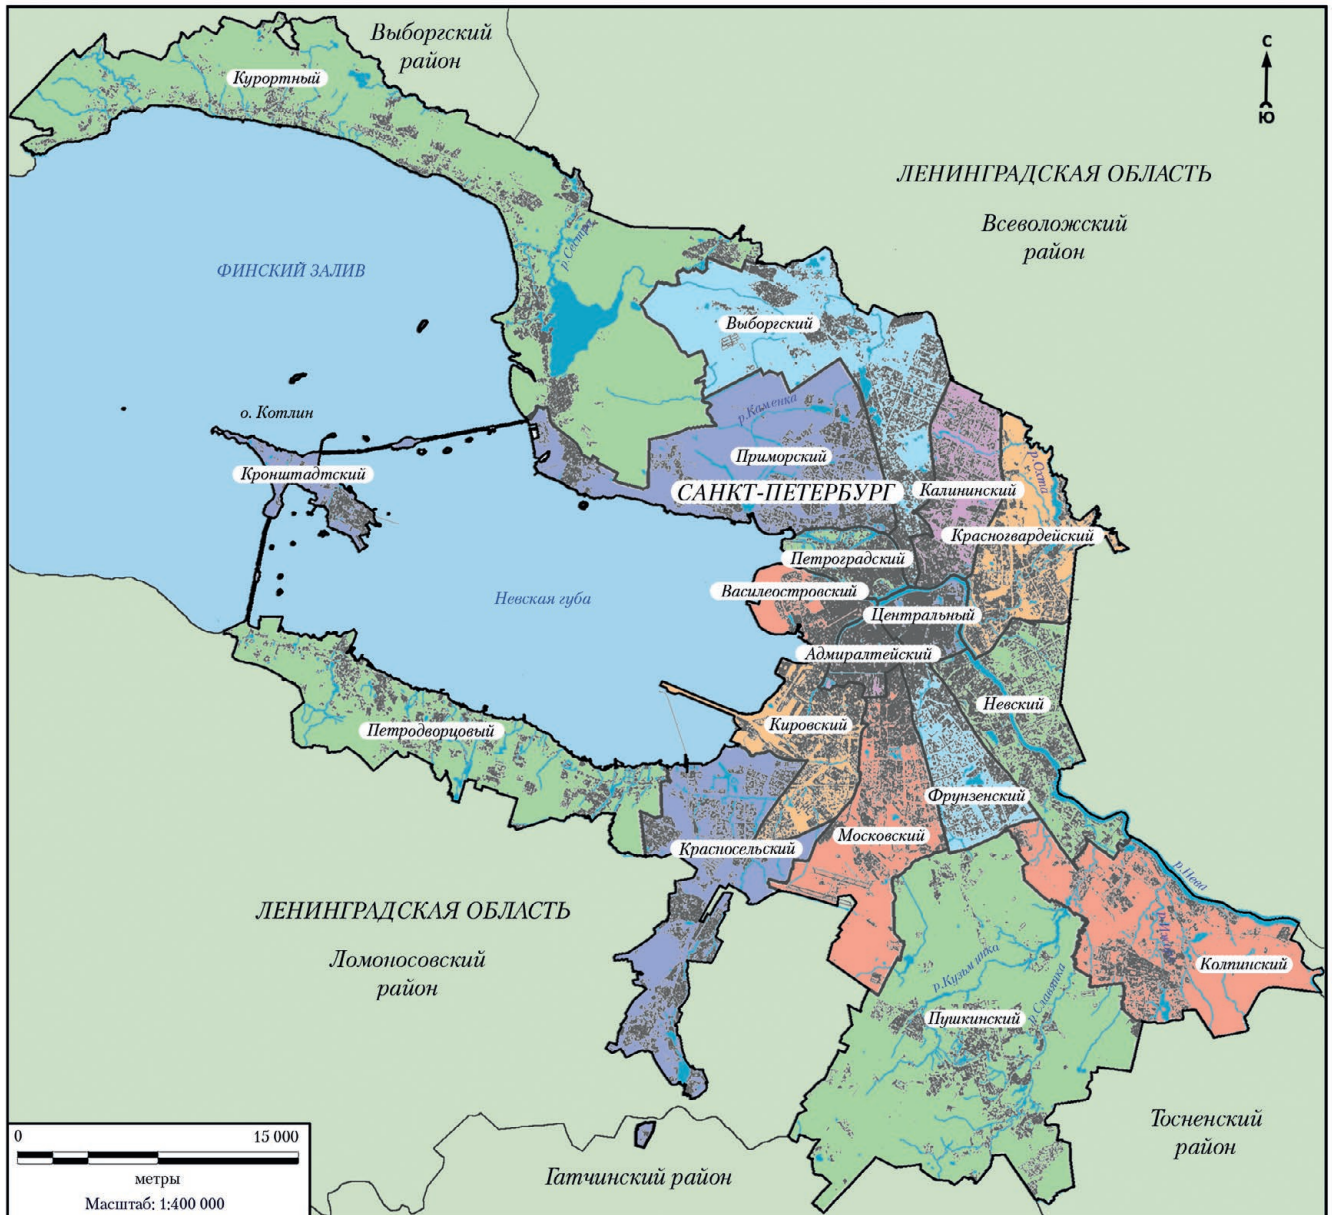 Выборгский
район
Курортный
С
Ю
ЛЕНИНГРАДСКАЯ ОБЛАСТЬ
Всеволожский
район
р.Сестра
ФИНСКИЙ ЗАЛИВ
Выборгский
о. Котлин
р.Каменка
Приморский
р.Охта
Кронштадтский
САНКТ-ПЕТЕРБУРГ
Калининский
Красногвардейский
Петроградский
Василеостровский
Невская губа
Центральный
Адмиралтейский
Невский
Кировский
Петродворцовый
Фрунзенский
Московский
Красносельский
р.Нева
ЛЕНИНГРАДСКАЯ ОБЛАСТЬ
р.Ижора
Ломоносовский
район
Колпинский
р.Кузьминка
р.Славянка
Пушкинский
Тосненский
район
Гатчинский район
0 15 000
метры
Масштаб: 1:400 000